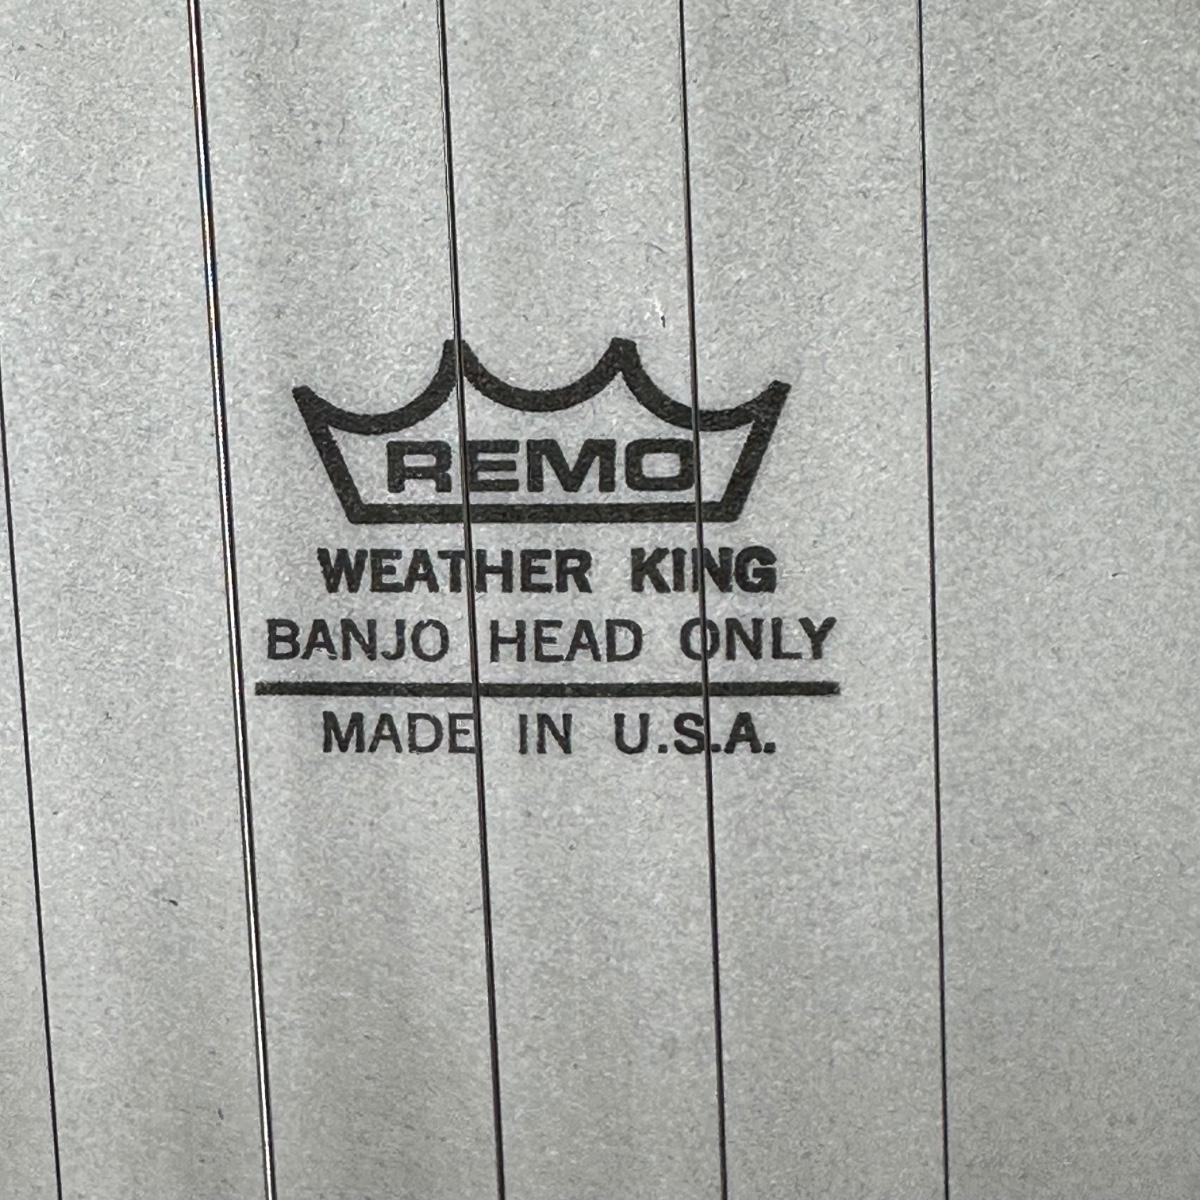 REMO
WEATHER KING
BANJO HEAD ONLY
MADE IN U.S.A.